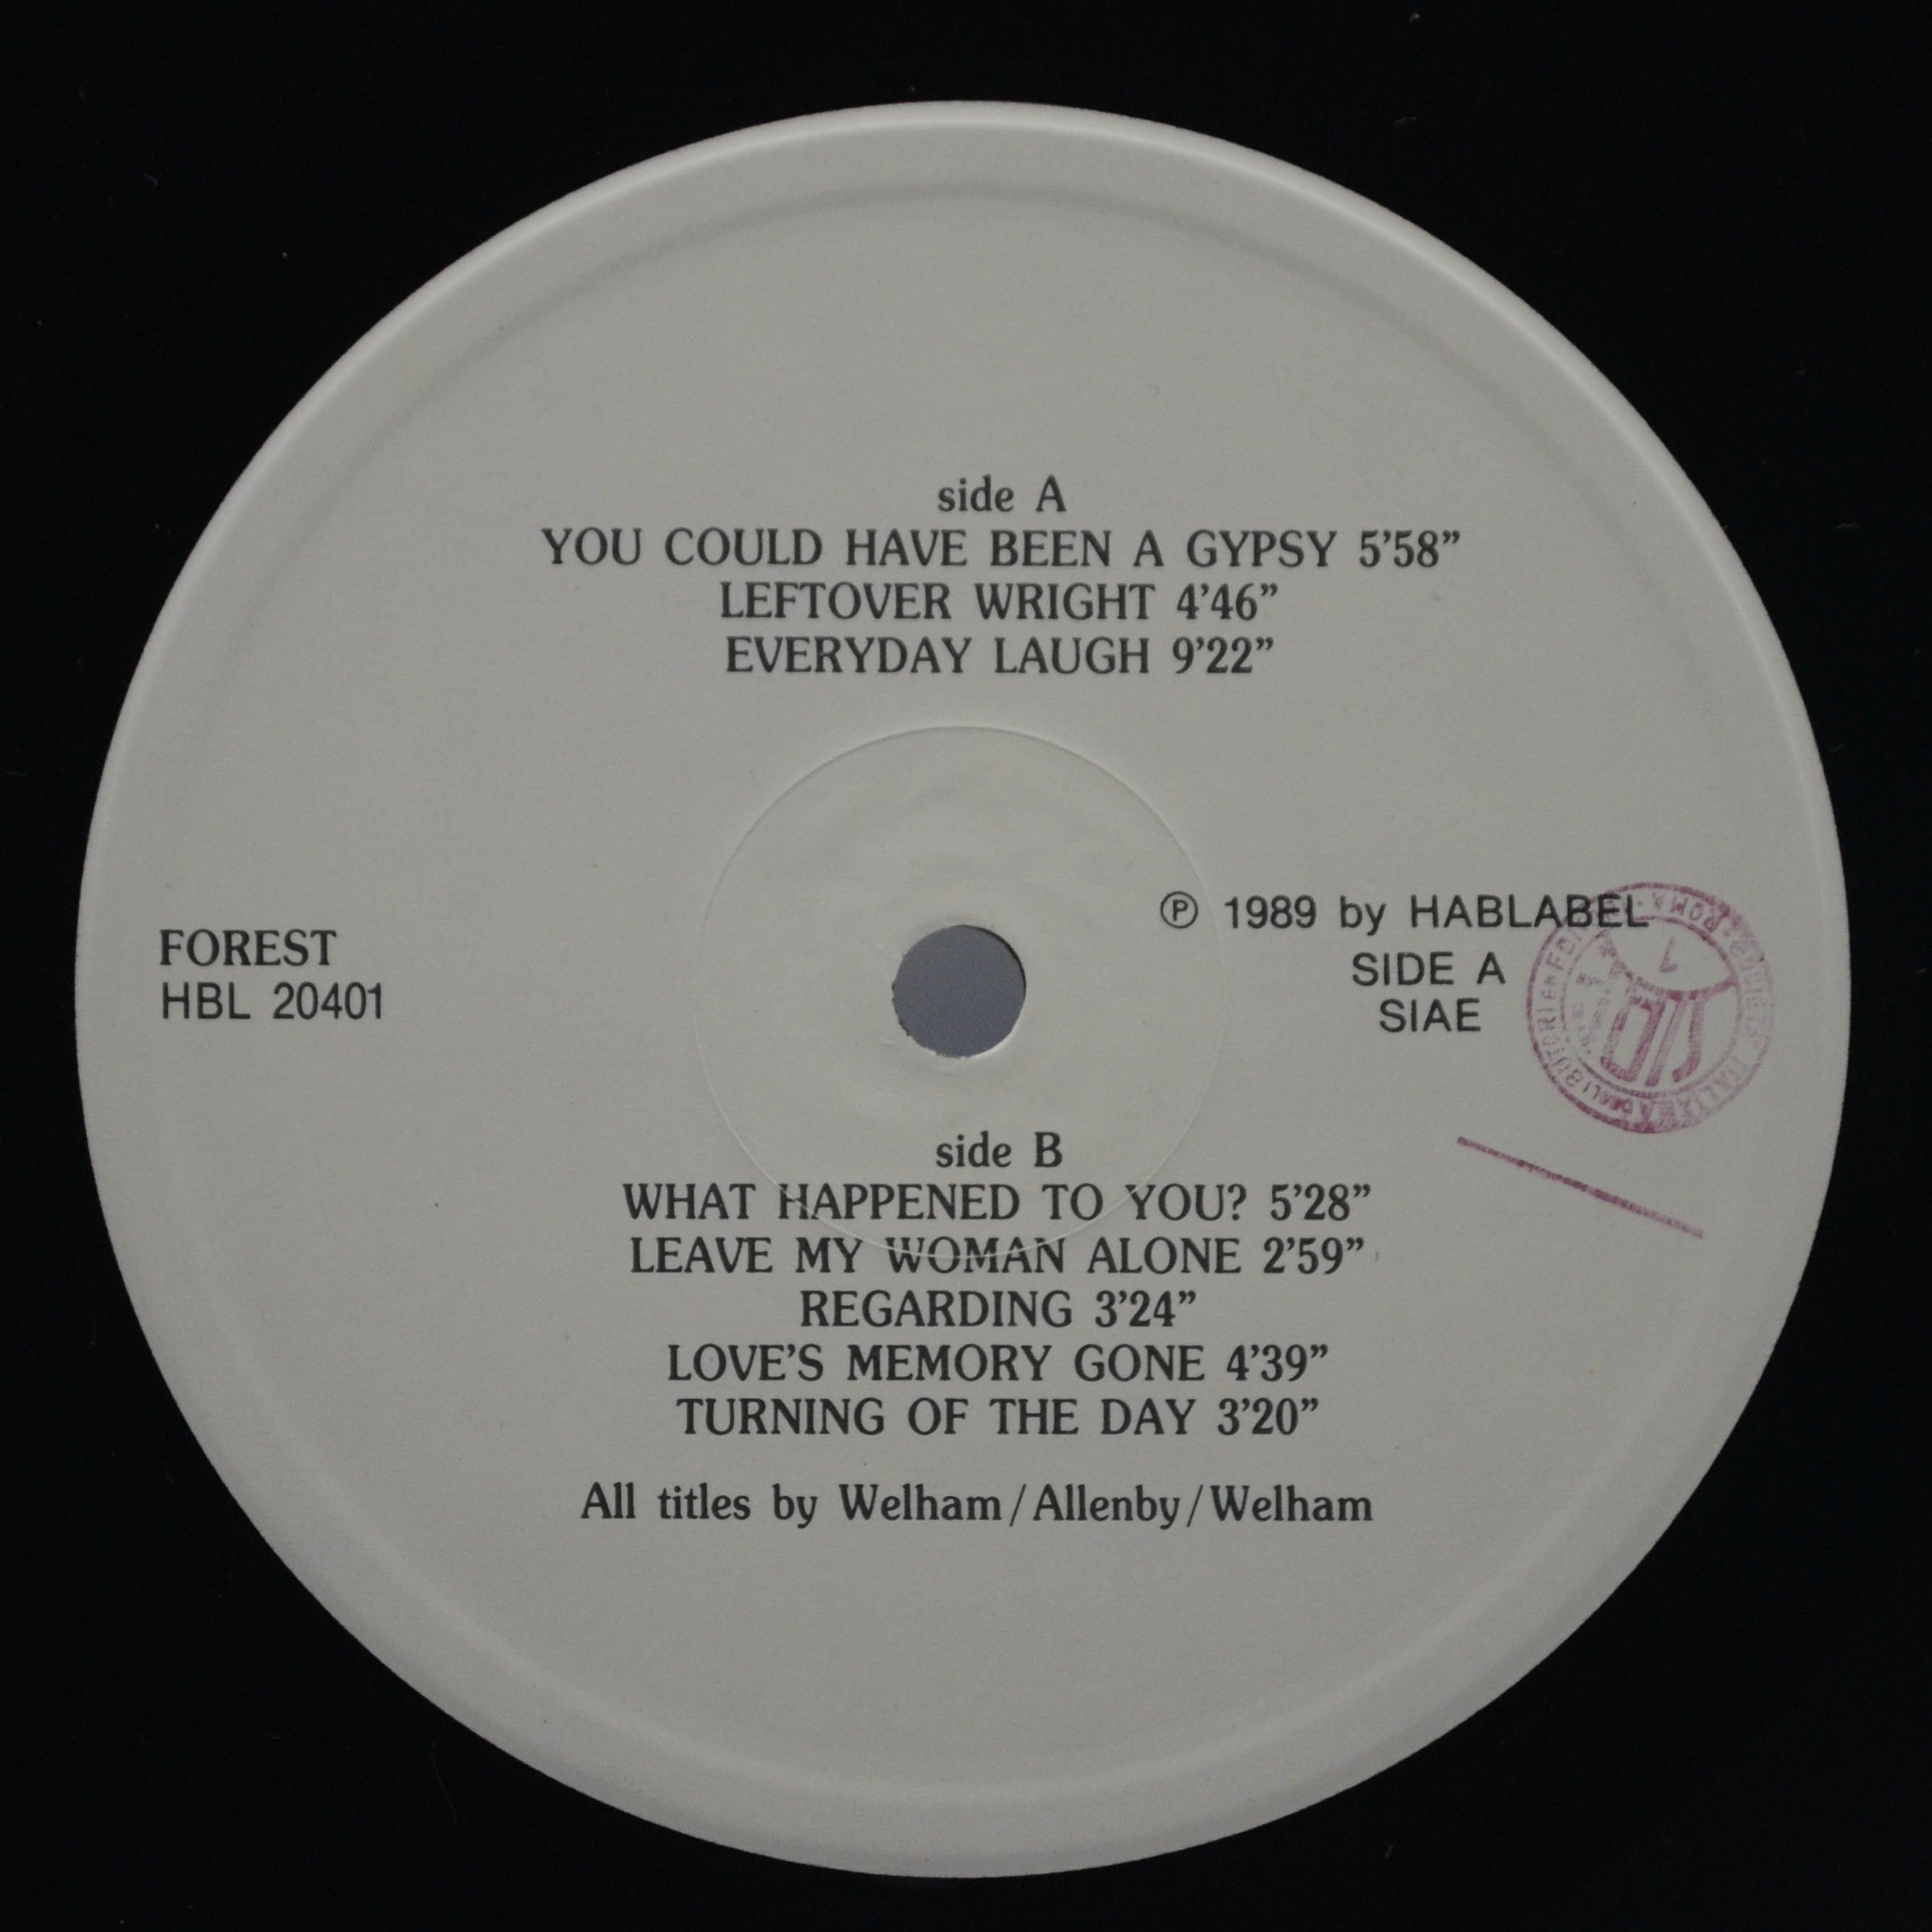 side A
YOU COULD HAVE BEEN A GYPSY 5’58”
LEFTOVER WRIGHT 4’46”
EVERYDAY LAUGH 9’22”
FOREST
HBL 20401
Ⓟ 1989 by HABLABEL
SIDE A
SIAE
side B
WHAT HAPPENED TO YOU? 5’28”
LEAVE MY WOMAN ALONE 2’59”
REGARDING 3’24”
LOVE’S MEMORY GONE 4’39”
TURNING OF THE DAY 3’20”
All titles by Welham/Allenby/Welham
ROMA